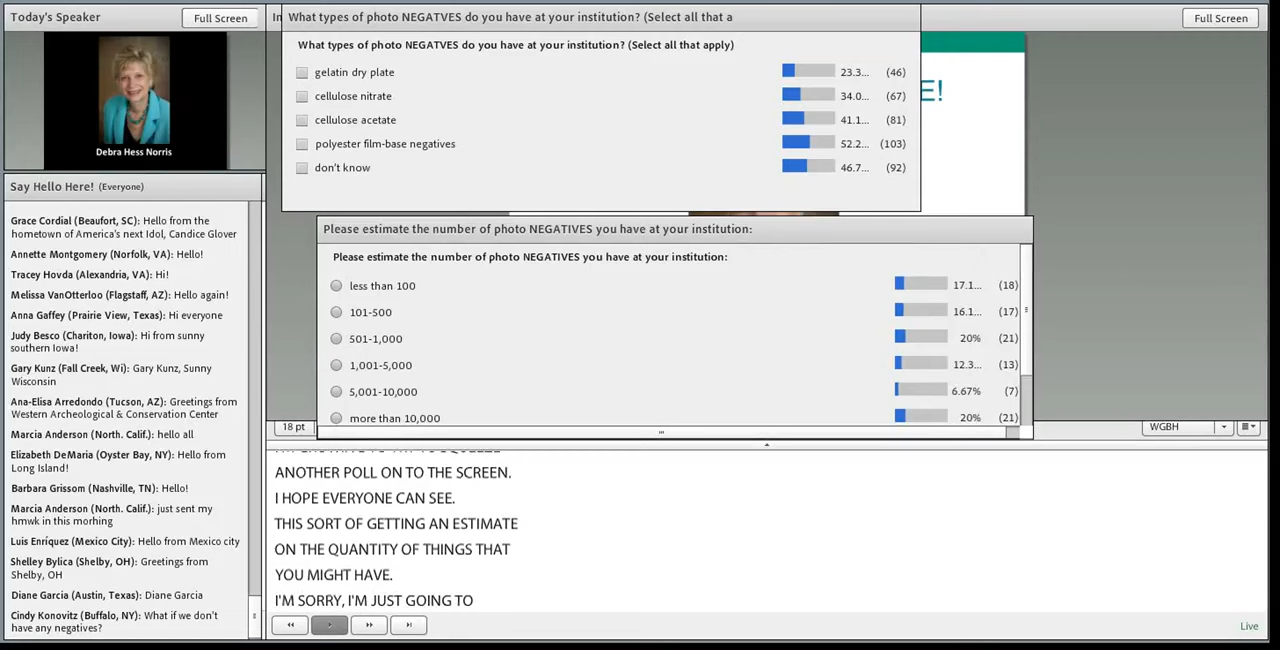 Today's Speaker
Full Screen
Debra Hess Norris
Say Hello Here! (Everyone)
Grace Cordial (Beaufort, SC): Hello from the
hometown of America's next Idol, Candice Glover
Annette Montgomery (Norfolk, VA): Hello!
Tracey Hovda (Alexandria, VA): Hi!
Melissa VanOtterloo (Flagstaff, AZ): Hello again!
Anna Gaffey (Prairie View, Texas): Hi everyone
Judy Besco (Chariton, Iowa): Hi from sunny
southern Iowa!
Gary Kunz (Fall Creek, Wi): Gary Kunz, Sunny
Wisconsin
Ana-Elisa Arredondo (Tucson, AZ): Greetings from
Western Archeological & Conservation Center
Marcia Anderson (North. Calif.): hello all
Elizabeth DeMaria (Oyster Bay, NY): Hello from
Long Island!
Barbara Grissom (Nashville, TN): Hello!
Marcia Anderson (North. Calif.): just sent my
hmwk in this morhing
Luis Enríquez (Mexico City): Hello from Mexico city
Shelley Bylica (Shelby, OH): Greetings from
Shelby, OH
Diane Garcia (Austin, Texas): Diane Garcia
Cindy Konovitz (Buffalo, NY): What if we don't
have any negatives?
In
What types of photo NEGATVES do you have at your institution? (Select all that a
Full Screen
E!
What types of photo NEGATVES do you have at your institution? (Select all that apply)
gelatin dry plate 23.3... (46)
cellulose nitrate 34.0... (67)
cellulose acetate 41.1... (81)
polyester film-base negatives 52.2... (103)
don't know 46.7... (92)
Please estimate the number of photo NEGATIVES you have at your institution:
Please estimate the number of photo NEGATIVES you have at your institution:
less than 100 17.1... (18)
101-500 16.1... (17)
501-1,000 20% (21)
1,001-5,000 12.3... (13)
5,001-10,000 6.67% (7)
more than 10,000 20% (21)
18 pt
WGBH
ANOTHER POLL ON TO THE SCREEN.
I HOPE EVERYONE CAN SEE.
THIS SORT OF GETTING AN ESTIMATE
ON THE QUANTITY OF THINGS THAT
YOU MIGHT HAVE.
I'M SORRY, I'M JUST GOING TO
Live